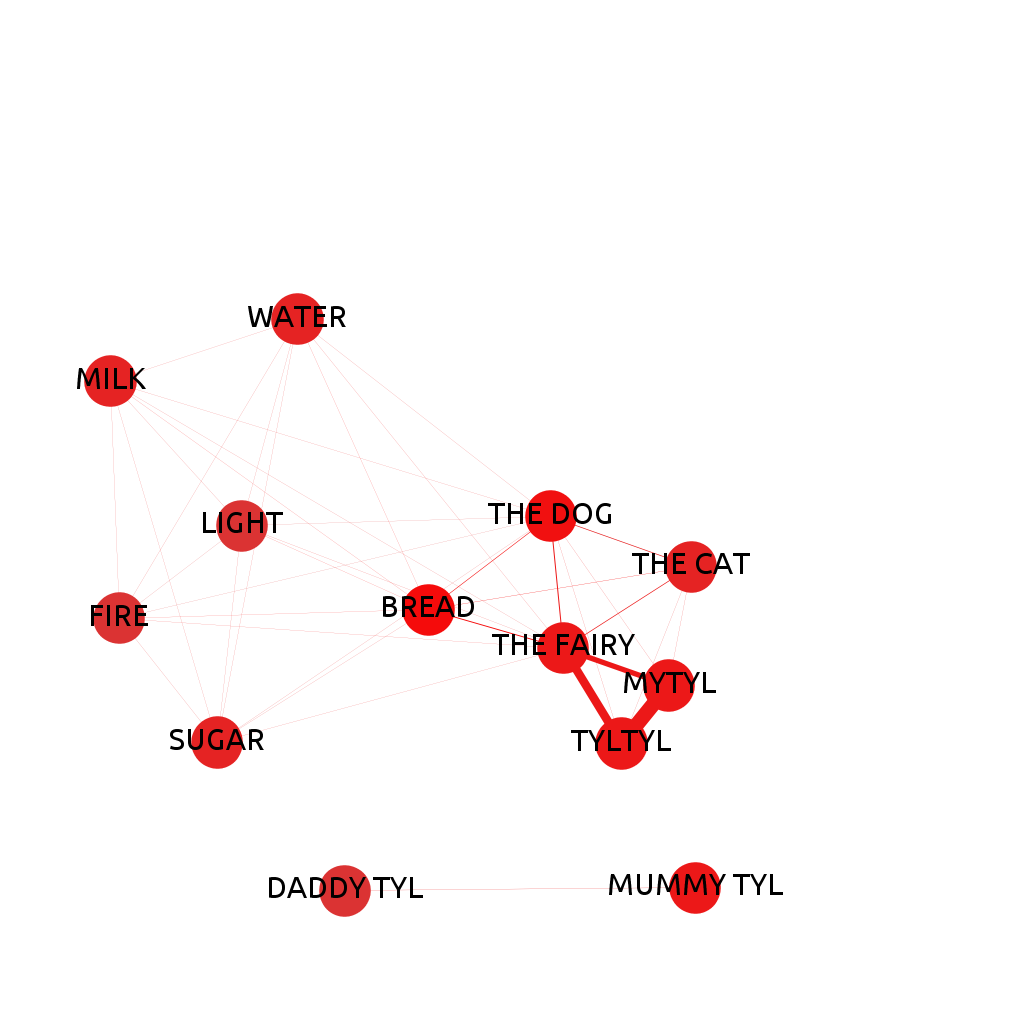 WATER
MILK
LIGHT
THE DOG
THE CAT
BREAD
FIRE
THE FAIRY
MYTYL
SUGAR
TYLTYL
DADDY TYL
MUMMY TYL